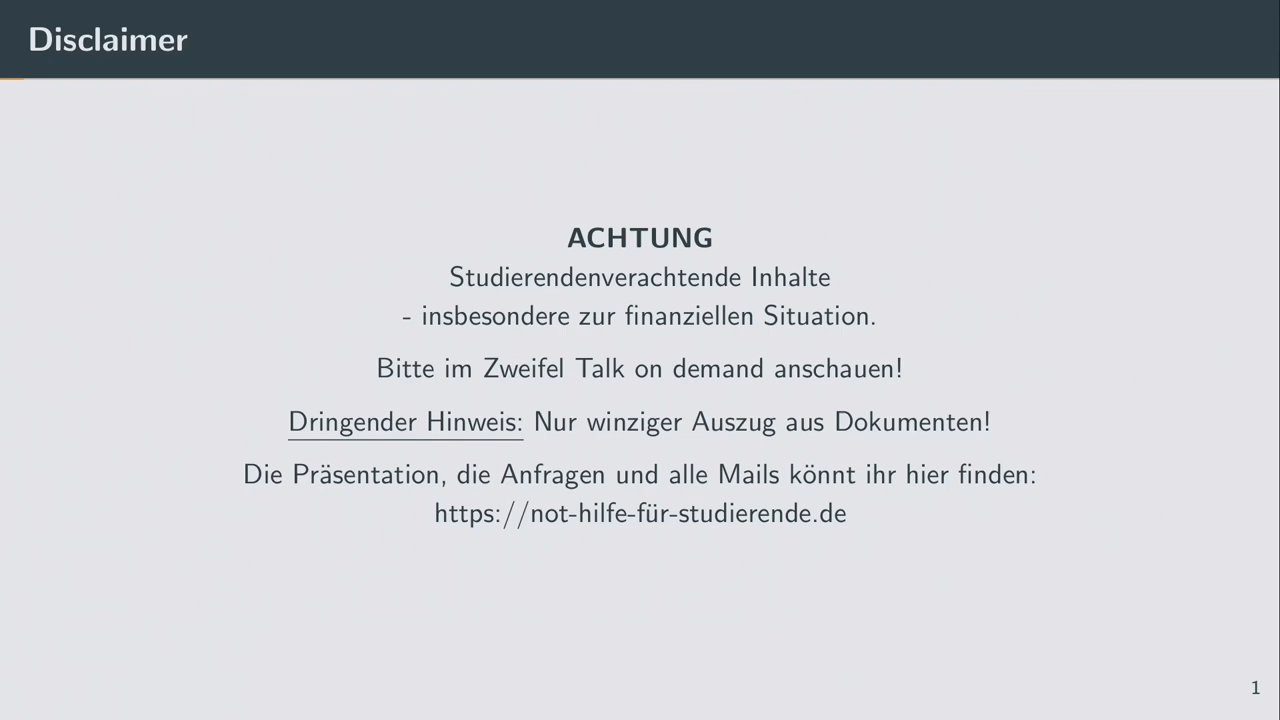 Disclaimer
ACHTUNG
Studierendenverachtende Inhalte
- insbesondere zur finanziellen Situation.
Bitte im Zweifel Talk on demand anschauen!
Dringender Hinweis: Nur winziger Auszug aus Dokumenten!
Die Präsentation, die Anfragen und alle Mails könnt ihr hier finden:
https://not-hilfe-für-studierende.de
1